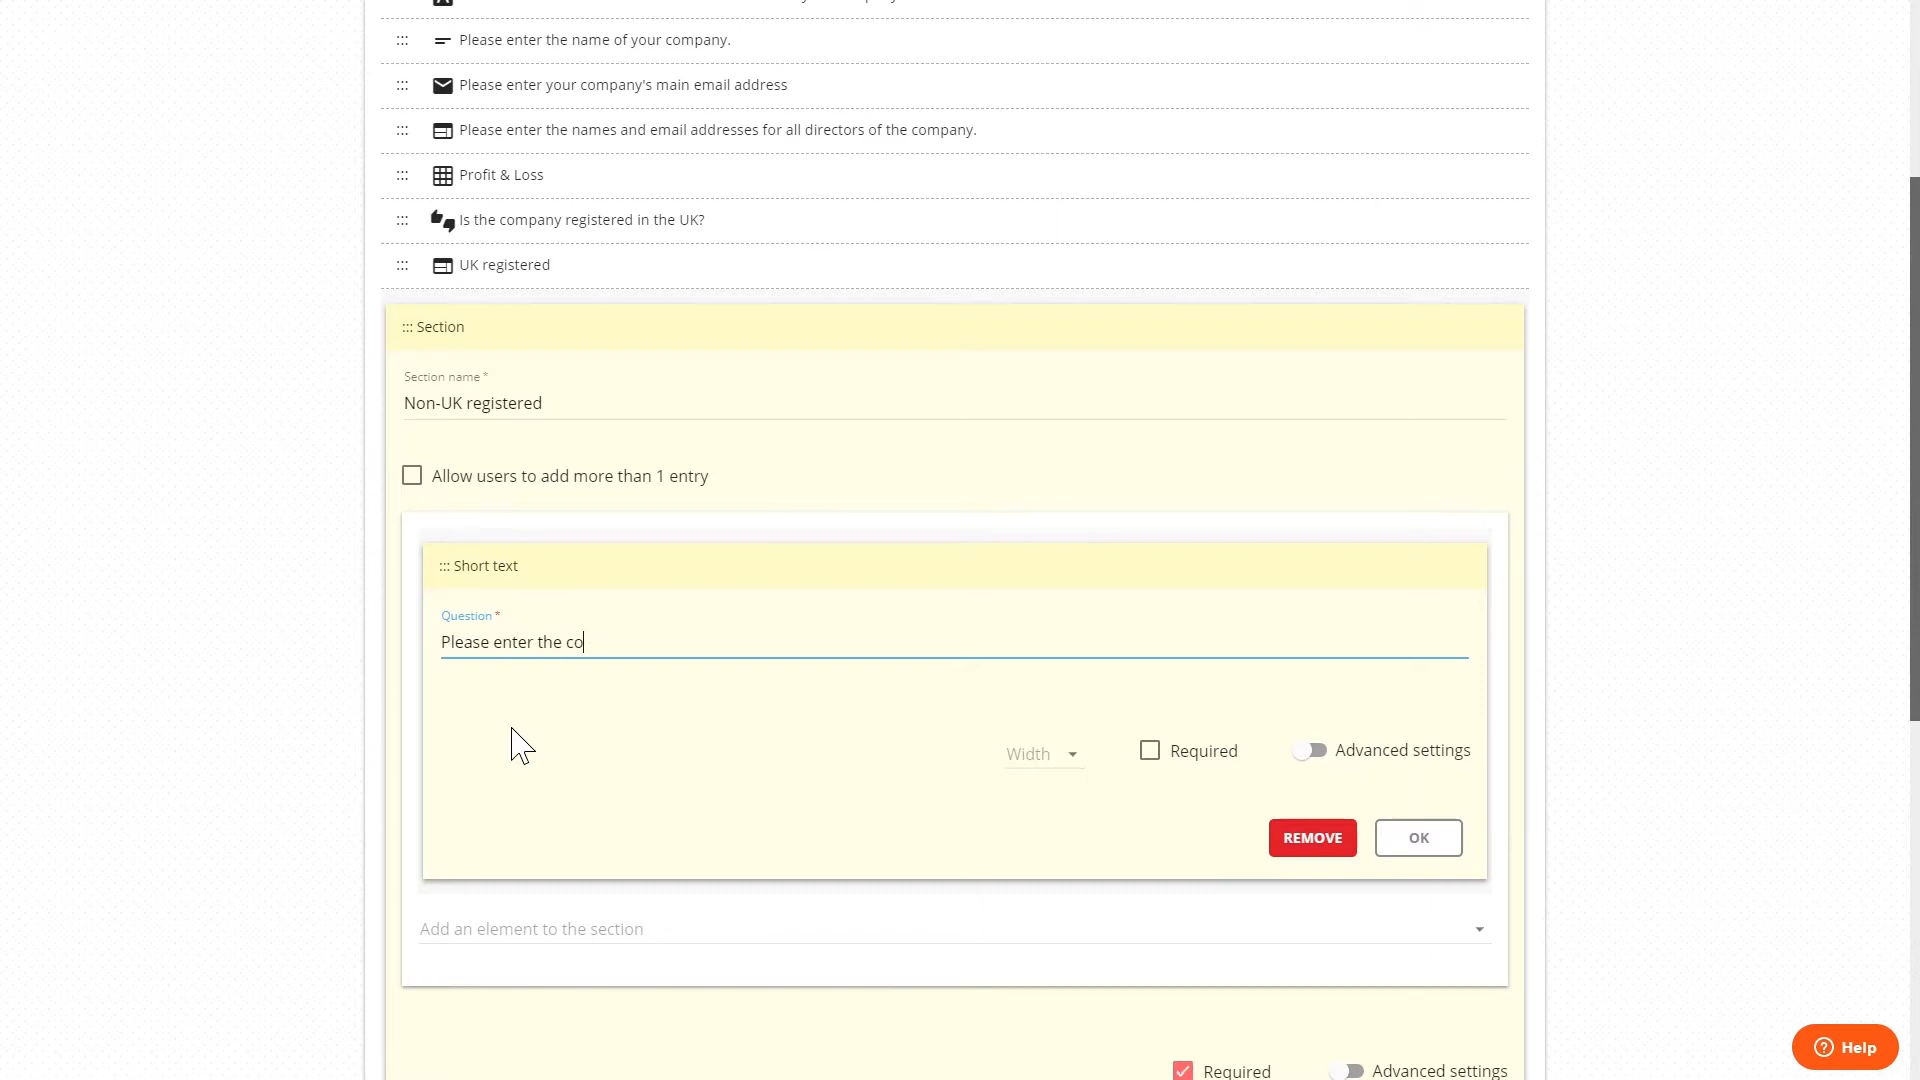 Please enter the name of your company.
Please enter your company's main email address
Please enter the names and email addresses for all directors of the company.
Profit & Loss
Is the company registered in the UK?
UK registered
::: Section
Section name *
Non-UK registered
Allow users to add more than 1 entry
::: Short text
Question *
Please enter the co
Width
Required
Advanced settings
REMOVE
OK
Add an element to the section
Help
Required
Advanced settings